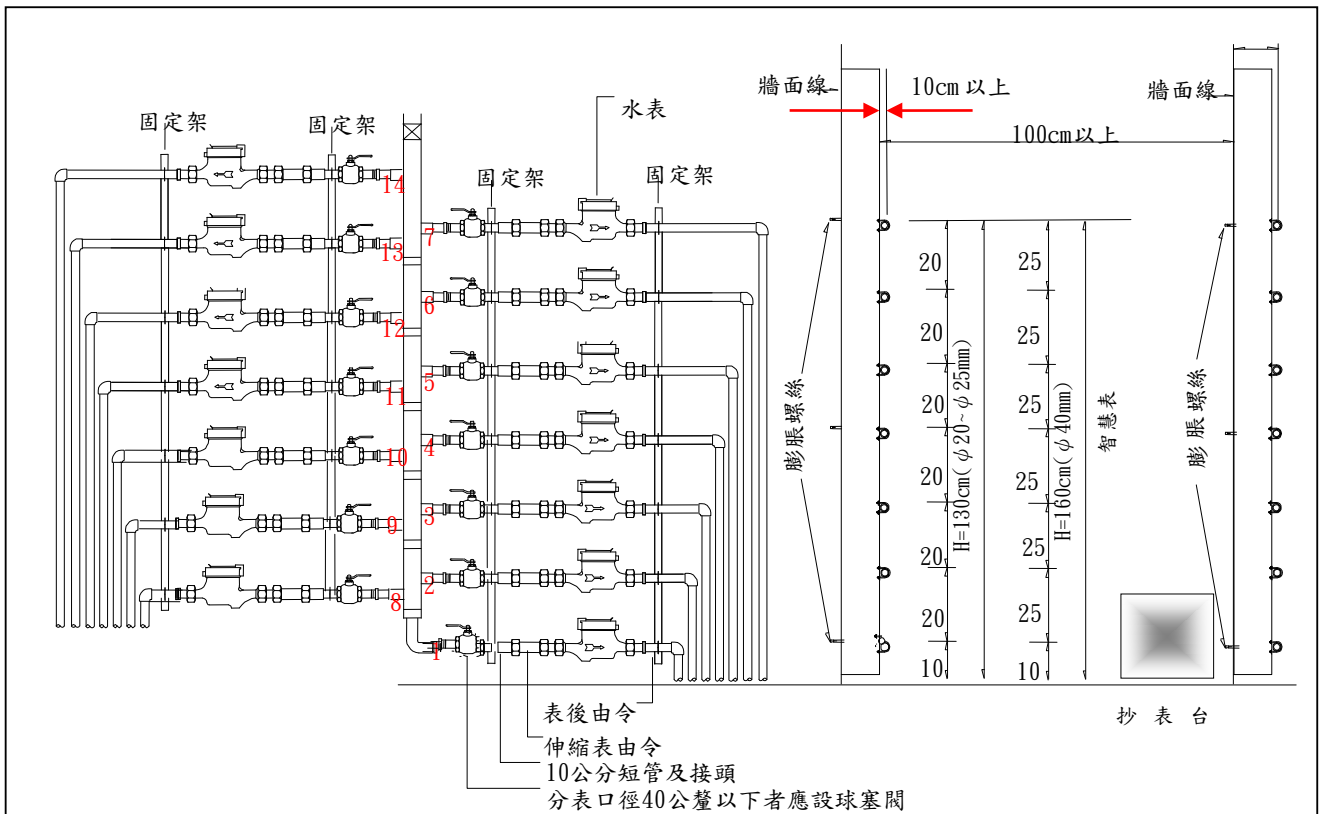 牆面線
10cm以上
牆面線
水表
100cm以上
固定架
固定架
固定架
固定架
14
13
12
11
10
9
8
7
6
5
4
3
2
1
膨脹螺絲
20
20
20
20
20
20
10
H=130cm(φ20~φ25mm)
25
25
25
25
25
25
10
H=160cm(φ40mm)
智慧表
膨脹螺絲
抄表台
表後由令
伸縮表由令
10公分短管及接頭
分表口徑40公釐以下者應設球塞閥